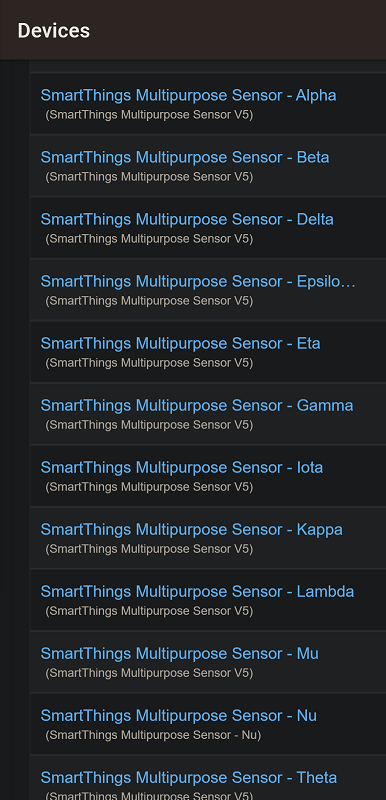 Devices
SmartThings Multipurpose Sensor - Alpha
(SmartThings Multipurpose Sensor V5)
SmartThings Multipurpose Sensor - Beta
(SmartThings Multipurpose Sensor V5)
SmartThings Multipurpose Sensor - Delta
(SmartThings Multipurpose Sensor V5)
SmartThings Multipurpose Sensor - Epsilo...
(SmartThings Multipurpose Sensor V5)
SmartThings Multipurpose Sensor - Eta
(SmartThings Multipurpose Sensor V5)
SmartThings Multipurpose Sensor - Gamma
(SmartThings Multipurpose Sensor V5)
SmartThings Multipurpose Sensor - Iota
(SmartThings Multipurpose Sensor V5)
SmartThings Multipurpose Sensor - Kappa
(SmartThings Multipurpose Sensor V5)
SmartThings Multipurpose Sensor - Lambda
(SmartThings Multipurpose Sensor V5)
SmartThings Multipurpose Sensor - Mu
(SmartThings Multipurpose Sensor V5)
SmartThings Multipurpose Sensor - Nu
(SmartThings Multipurpose Sensor - Nu)
SmartThings Multipurpose Sensor - Theta
(SmartThings Multipurpose Sensor V5)